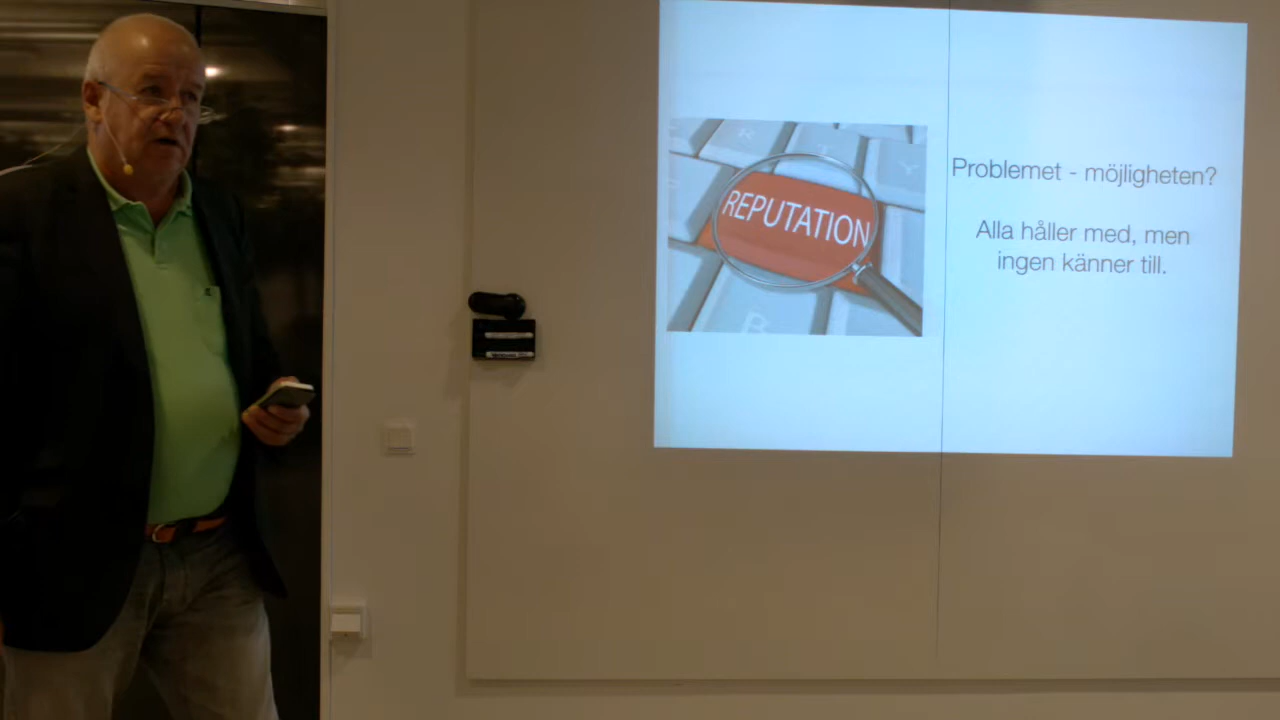 REPUTATION
Problemet - möjligheten?
Alla håller med, men
ingen känner till.
R
T
Y
B